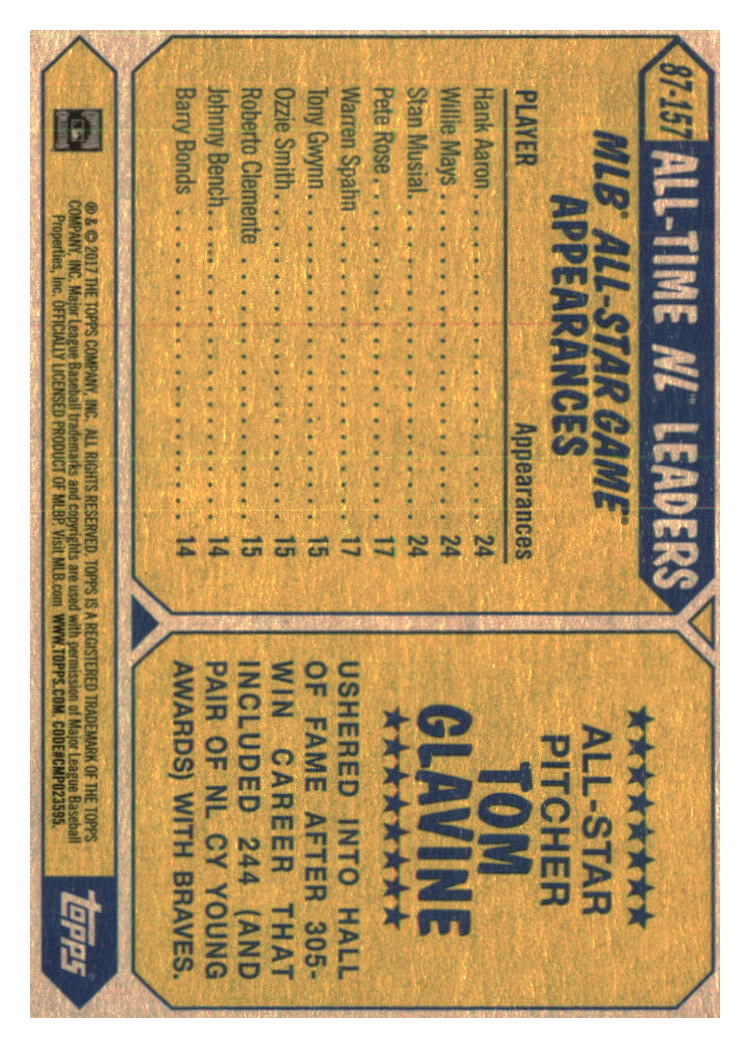 87-157 ALL-TIME NL™ LEADERS
MLB® ALL-STAR GAME™
APPEARANCES
PLAYER Appearances
Hank Aaron 24
Willie Mays 24
Stan Musial 24
Pete Rose 17
Warren Spahn 17
Tony Gwynn 15
Ozzie Smith 15
Roberto Clemente 15
Johnny Bench 14
Barry Bonds 14
ALL-STAR
PITCHER
TOM
GLAVINE
USHERED INTO HALL
OF FAME AFTER 305-
WIN CAREER THAT
INCLUDED 244 (AND
PAIR OF NL CY YOUNG
AWARDS) WITH BRAVES.
® & © 2017 THE TOPPS COMPANY, INC. ALL RIGHTS RESERVED. TOPPS IS A REGISTERED TRADEMARK OF THE TOPPS
COMPANY, INC. Major League Baseball trademarks and copyrights are used with permission of Major League Baseball
Properties, Inc. OFFICIALLY LICENSED PRODUCT OF MLBP. Visit MLB.com WWW.TOPPS.COM. CODE#CMP023595.
topps®